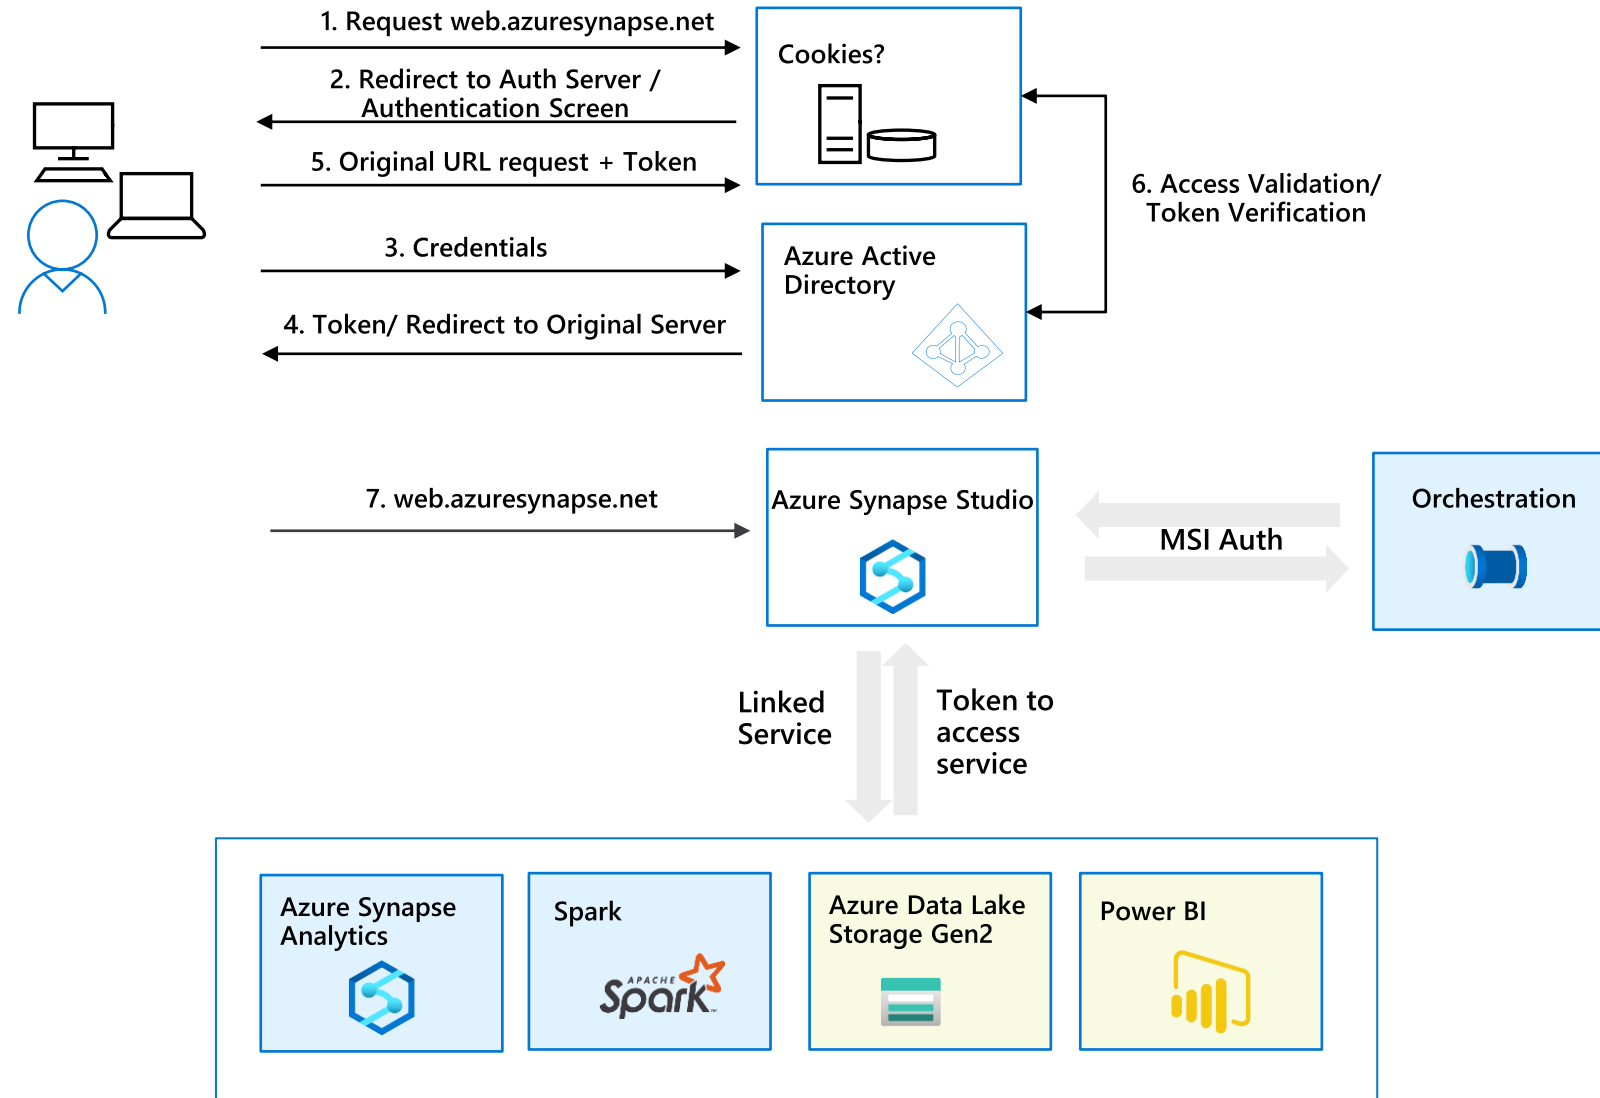 1. Request web.azuresynapse.net
Cookies?
2. Redirect to Auth Server /
Authentication Screen
5. Original URL request + Token
6. Access Validation/
Token Verification
3. Credentials
Azure Active
Directory
4. Token/ Redirect to Original Server
7. web.azuresynapse.net
Azure Synapse Studio
MSI Auth
Orchestration
Linked
Service
Token to
access
service
Azure Synapse
Analytics
Spark
APACHE
Spark
Azure Data Lake
Storage Gen2
Power BI